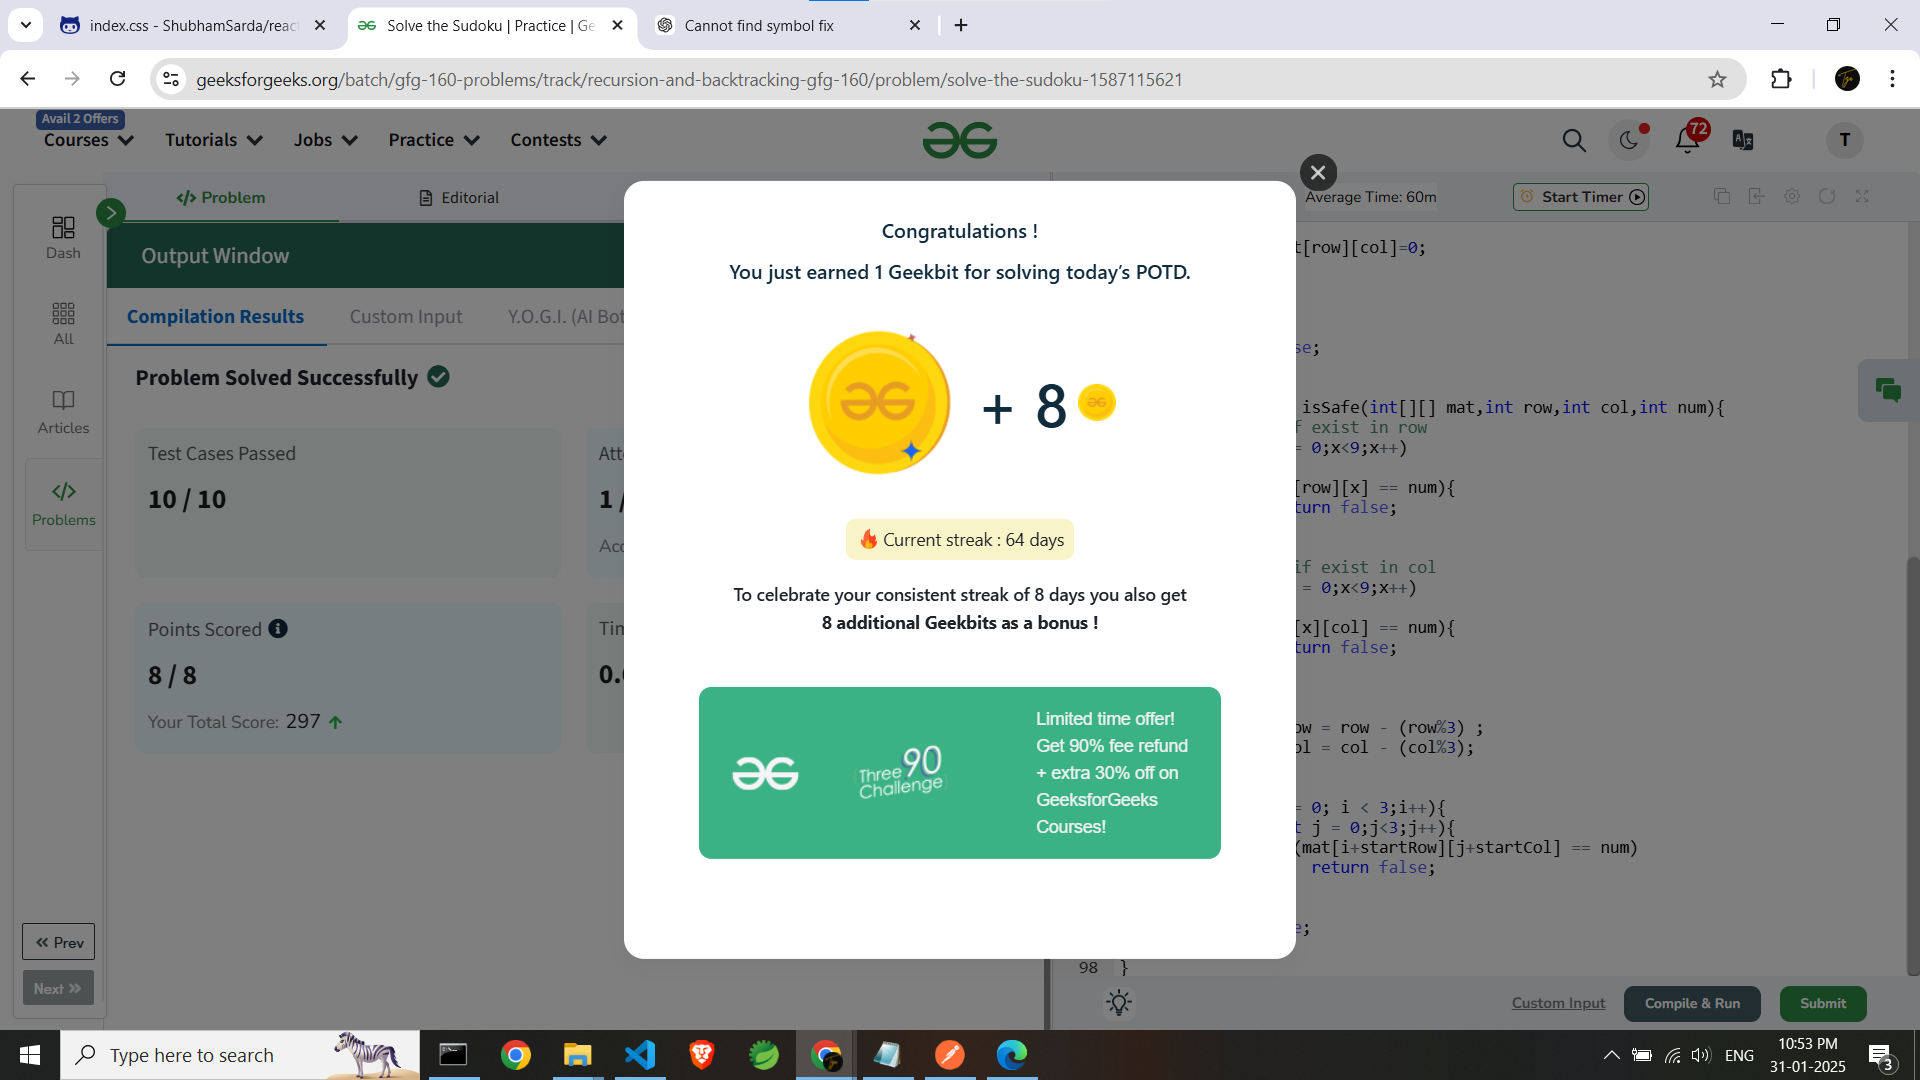 index.css - ShubhamSarda/reac
Solve the Sudoku | Practice | Ge
Cannot find symbol fix
geeksforgeeks.org/batch/gfg-160-problems/track/recursion-and-backtracking-gfg-160/problem/solve-the-sudoku-1587115621
Avail 2 Offers
Courses
Tutorials
Jobs
Practice
Contests
72
T
Dash
All
Articles
Problems
Prev
Next
Problem
Editorial
Output Window
Compilation Results
Custom Input
Y.O.G.I. (AI Bot
Problem Solved Successfully
Test Cases Passed
10 / 10
Points Scored
8 / 8
Your Total Score: 297
Congratulations !
You just earned 1 Geekbit for solving today’s POTD.
+ 8
Current streak : 64 days
To celebrate your consistent streak of 8 days you also get
8 additional Geekbits as a bonus !
Three 90 Challenge
Limited time offer!
Get 90% fee refund
+ extra 30% off on
GeeksforGeeks
Courses!
Average Time: 60m
Start Timer
t[row][col]=0;
se;
isSafe(int[][] mat,int row,int col,int num){
f exist in row
= 0;x<9;x++)
[row][x] == num){
turn false;
if exist in col
= 0;x<9;x++)
[x][col] == num){
turn false;
ow = row - (row%3) ;
ol = col - (col%3);
= 0; i < 3;i++){
t j = 0;j<3;j++){
(mat[i+startRow][j+startCol] == num)
return false;
e;
98 }
Custom Input
Compile & Run
Submit
Type here to search
ENG
10:53 PM
31-01-2025
3